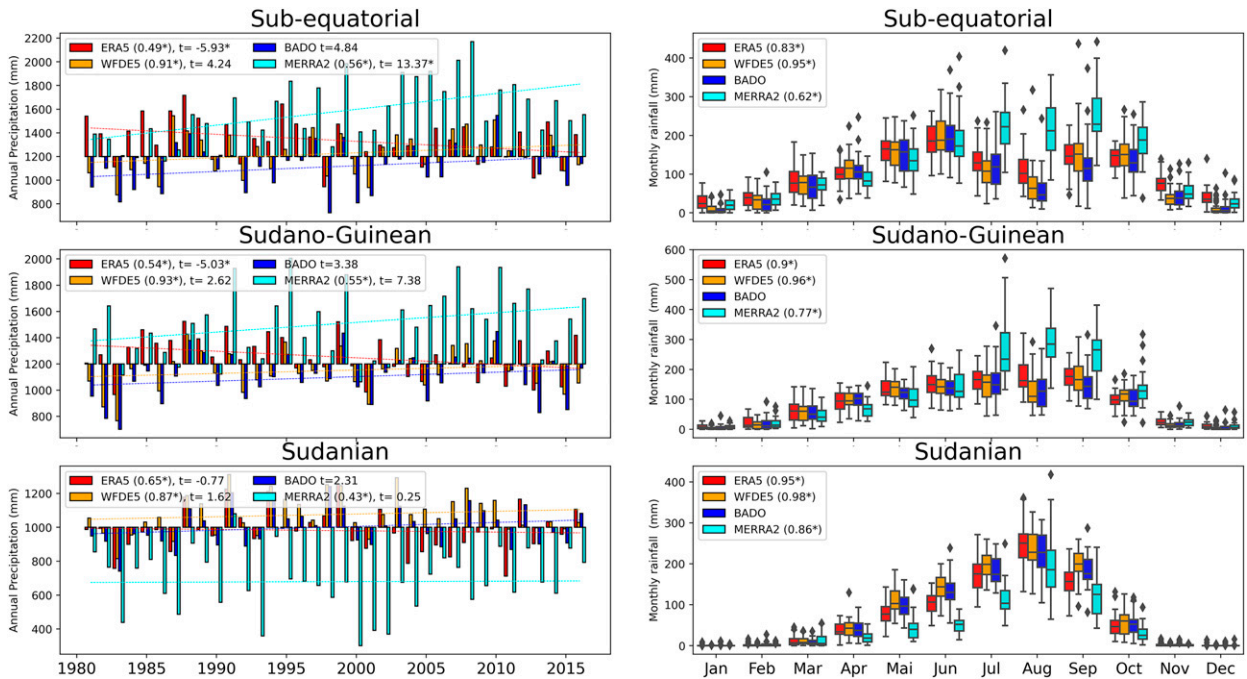 Sub-equatorial
Annual Precipitation (mm)
2200
2000
1800
1600
1400
1200
1000
800
ERA5 (0.49*), t= -5.93*
WFDE5 (0.91*), t= 4.24
BADO t=4.84
MERRA2 (0.56*), t= 13.37*
Sub-equatorial
Monthly rainfall (mm)
400
300
200
100
0
ERA5 (0.83*)
WFDE5 (0.95*)
BADO
MERRA2 (0.62*)
Sudano-Guinean
Annual Precipitation (mm)
2000
1800
1600
1400
1200
1000
800
ERA5 (0.54*), t= -5.03*
WFDE5 (0.93*), t= 2.62
BADO t=3.38
MERRA2 (0.55*), t= 7.38
Sudano-Guinean
Monthly rainfall (mm)
600
500
400
300
200
100
0
ERA5 (0.9*)
WFDE5 (0.96*)
BADO
MERRA2 (0.77*)
Sudanian
Annual Precipitation (mm)
1200
1000
800
600
400
ERA5 (0.65*), t= -0.77
WFDE5 (0.87*), t= 1.62
BADO t=2.31
MERRA2 (0.43*), t= 0.25
1980 1985 1990 1995 2000 2005 2010 2015
Sudanian
Monthly rainfall (mm)
400
300
200
100
0
ERA5 (0.95*)
WFDE5 (0.98*)
BADO
MERRA2 (0.86*)
Jan Feb Mar Apr Mai Jun Jul Aug Sep Oct Nov Dec